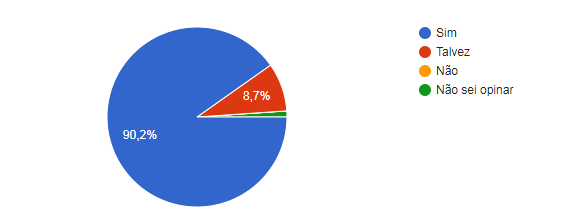 Sim
Talvez
Não
Não sei opinar
8,7%
90,2%